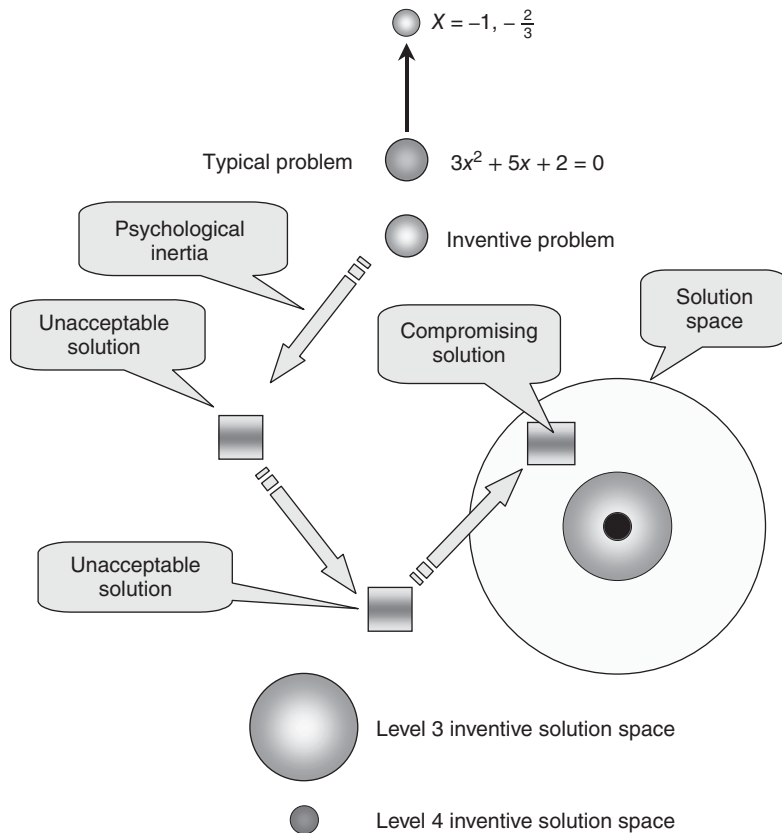 X = −1, − 2/3
Typical problem
3x² + 5x + 2 = 0
Psychological
inertia
Inventive problem
Unacceptable
solution
Compromising
solution
Solution
space
Unacceptable
solution
Level 3 inventive solution space
Level 4 inventive solution space